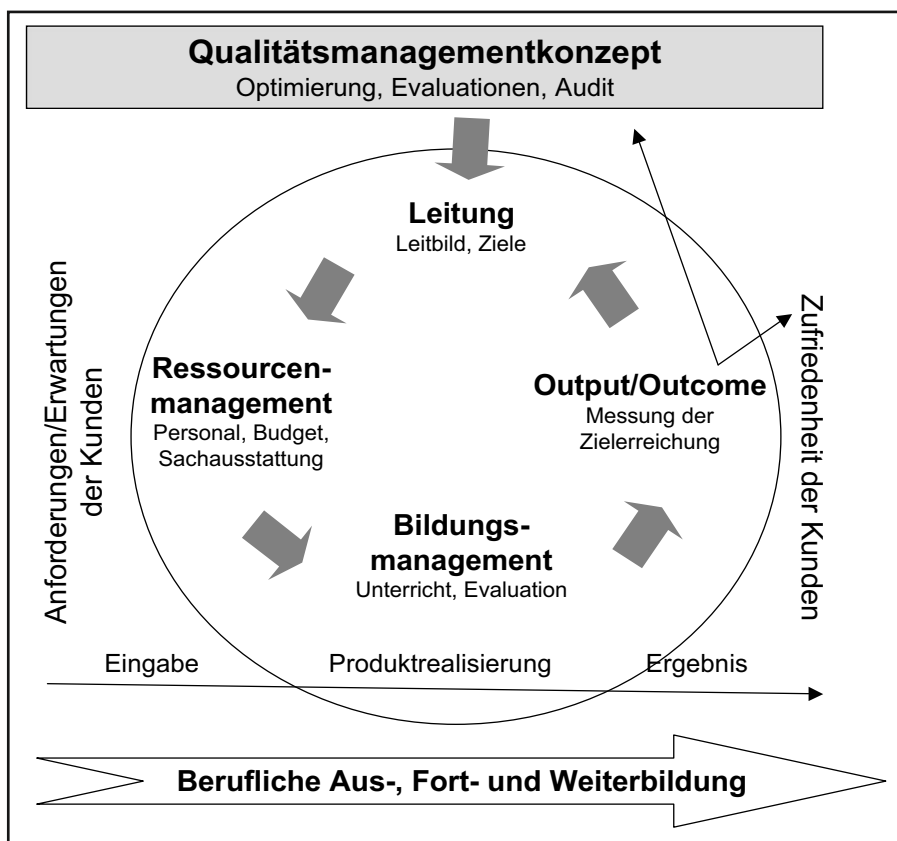 Qualitätsmanagementkonzept
Optimierung, Evaluationen, Audit
Leitung
Leitbild, Ziele
Anforderungen/Erwartungen
der Kunden
Ressourcen-
management
Personal, Budget,
Sachausstattung
Output/Outcome
Messung der
Zielerreichung
Zufriedenheit der Kunden
Bildungs-
management
Unterricht, Evaluation
Eingabe
Produktrealisierung
Ergebnis
Berufliche Aus-, Fort- und Weiterbildung